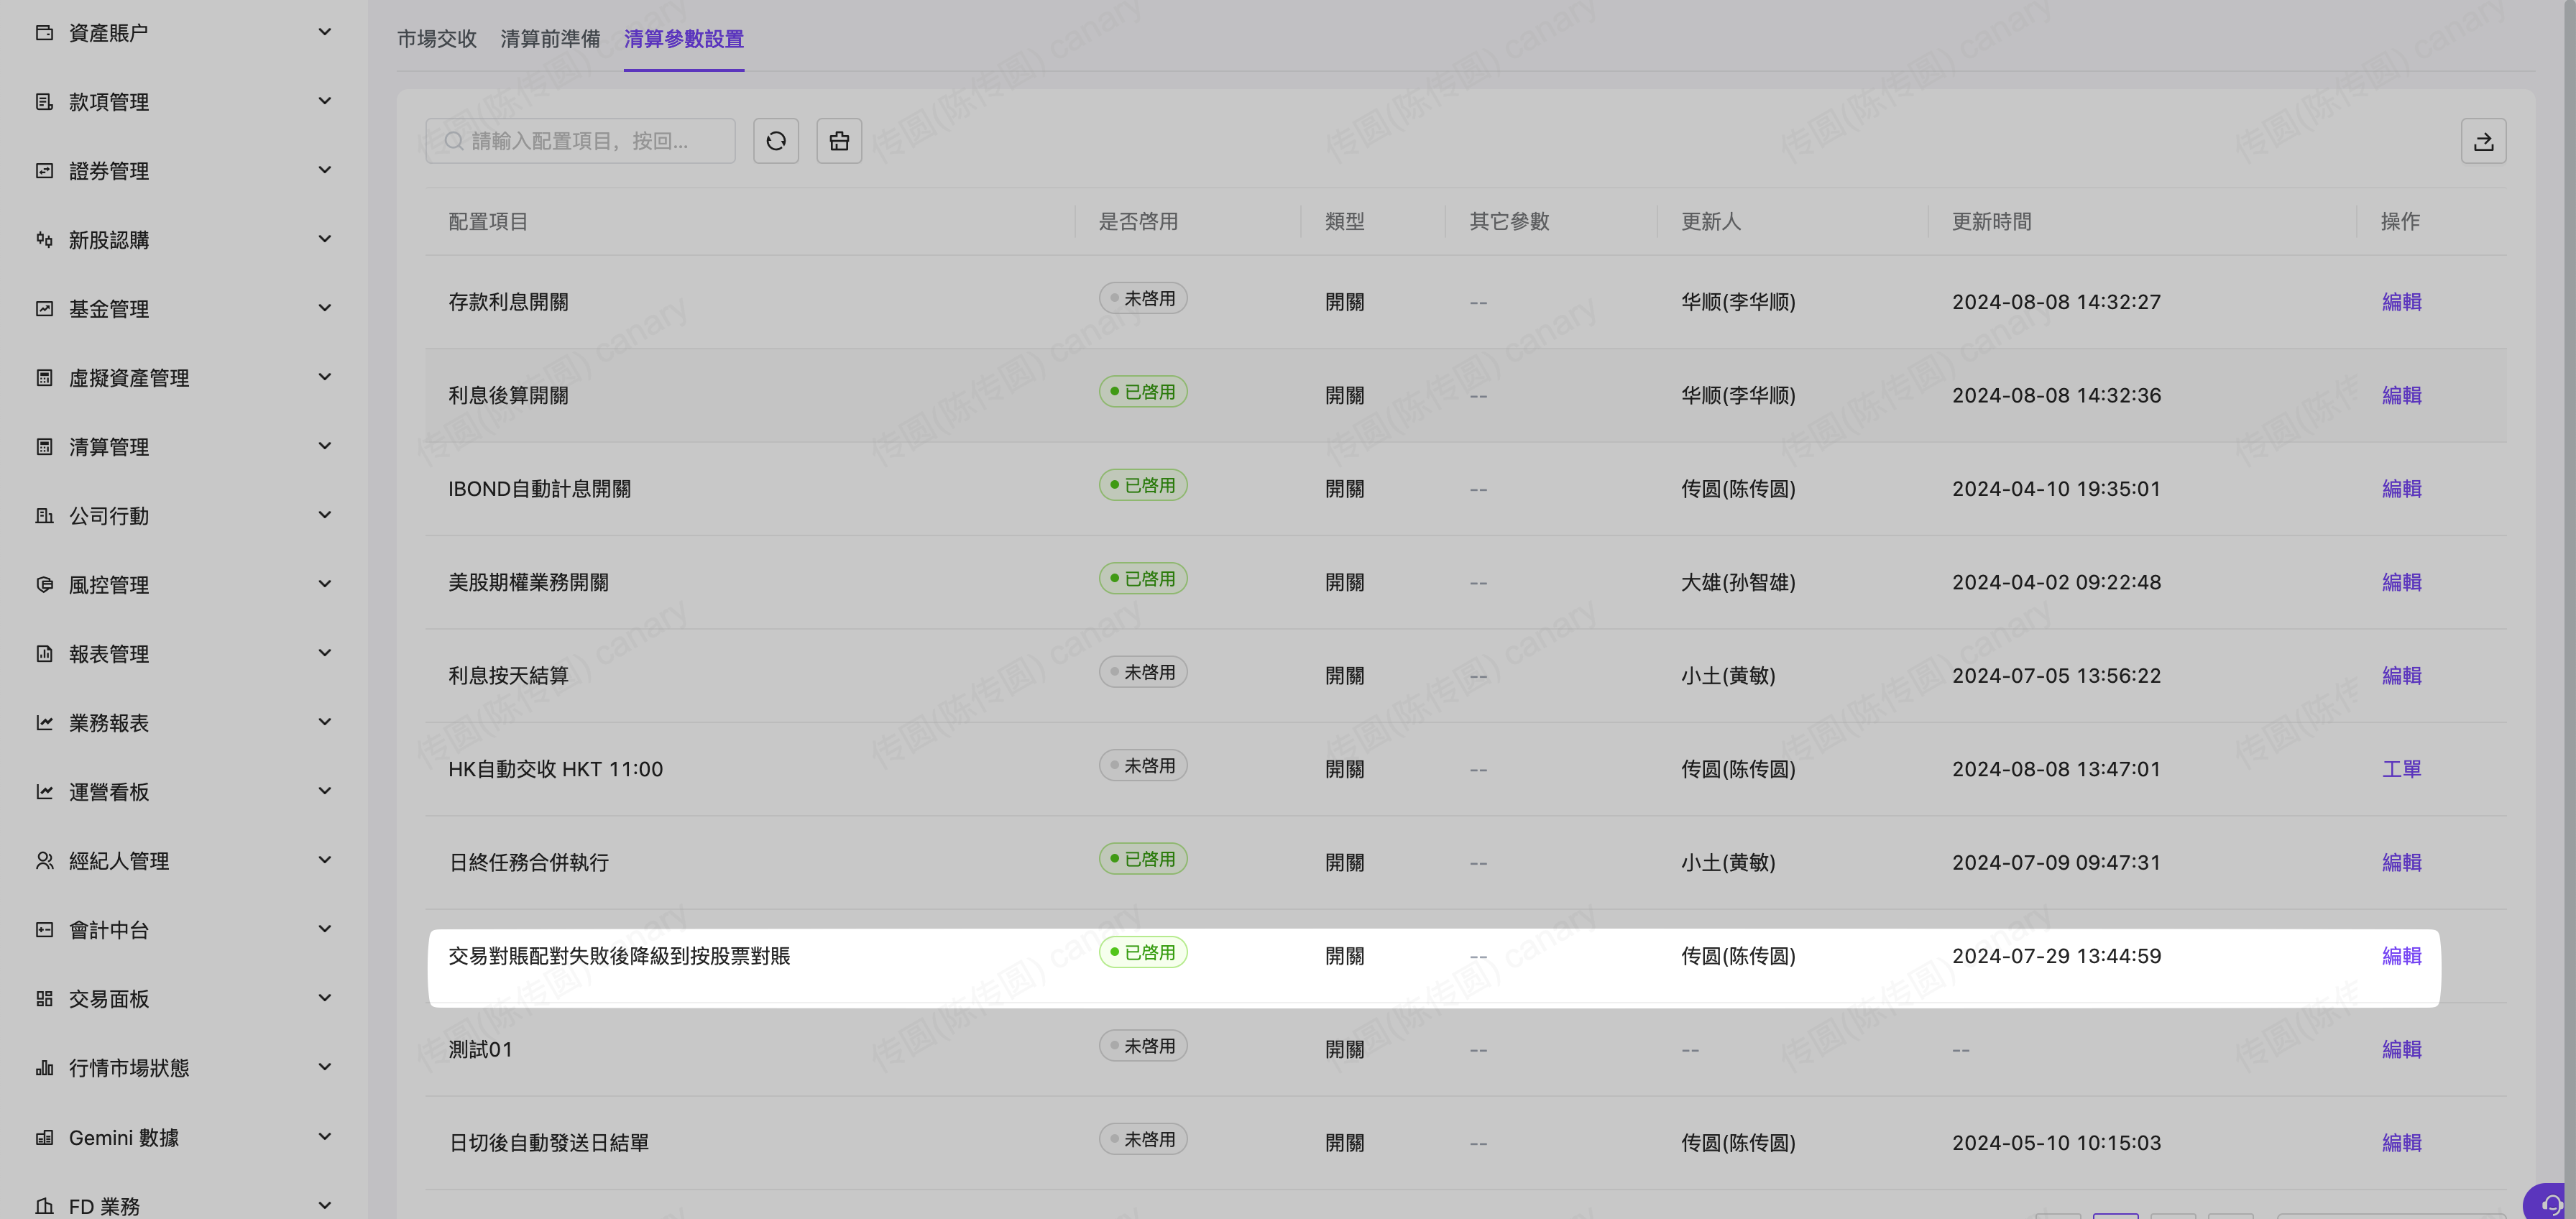 資產賬户
款項管理
證券管理
新股認購
基金管理
虛擬資產管理
清算管理
公司行動
風控管理
報表管理
業務報表
運營看板
經紀人管理
會計中台
交易面板
行情市場狀態
Gemini 數據
FD 業務
市場交收 清算前準備 清算參數設置
請輸入配置項目，按回...
配置項目 是否啓用 類型 其它參數 更新人 更新時間 操作
存款利息開關 未啓用 開關 -- 华顺(李华顺) 2024-08-08 14:32:27 編輯
利息後算開關 已啓用 開關 -- 华顺(李华顺) 2024-08-08 14:32:36 編輯
IBOND自動計息開關 已啓用 開關 -- 传圆(陈传圆) 2024-04-10 19:35:01 編輯
美股期權業務開關 已啓用 開關 -- 大雄(孙智雄) 2024-04-02 09:22:48 編輯
利息按天結算 未啓用 開關 -- 小土(黄敏) 2024-07-05 13:56:22 編輯
HK自動交收 HKT 11:00 未啓用 開關 -- 传圆(陈传圆) 2024-08-08 13:47:01 工單
日終任務合併執行 已啓用 開關 -- 小土(黄敏) 2024-07-09 09:47:31 編輯
交易對賬配對失敗後降級到按股票對賬 已啓用 開關 -- 传圆(陈传圆) 2024-07-29 13:44:59 編輯
測試01 未啓用 開關 -- -- -- 編輯
日切後自動發送日結單 未啓用 開關 -- 传圆(陈传圆) 2024-05-10 10:15:03 編輯
传圆(陈传圆) canary